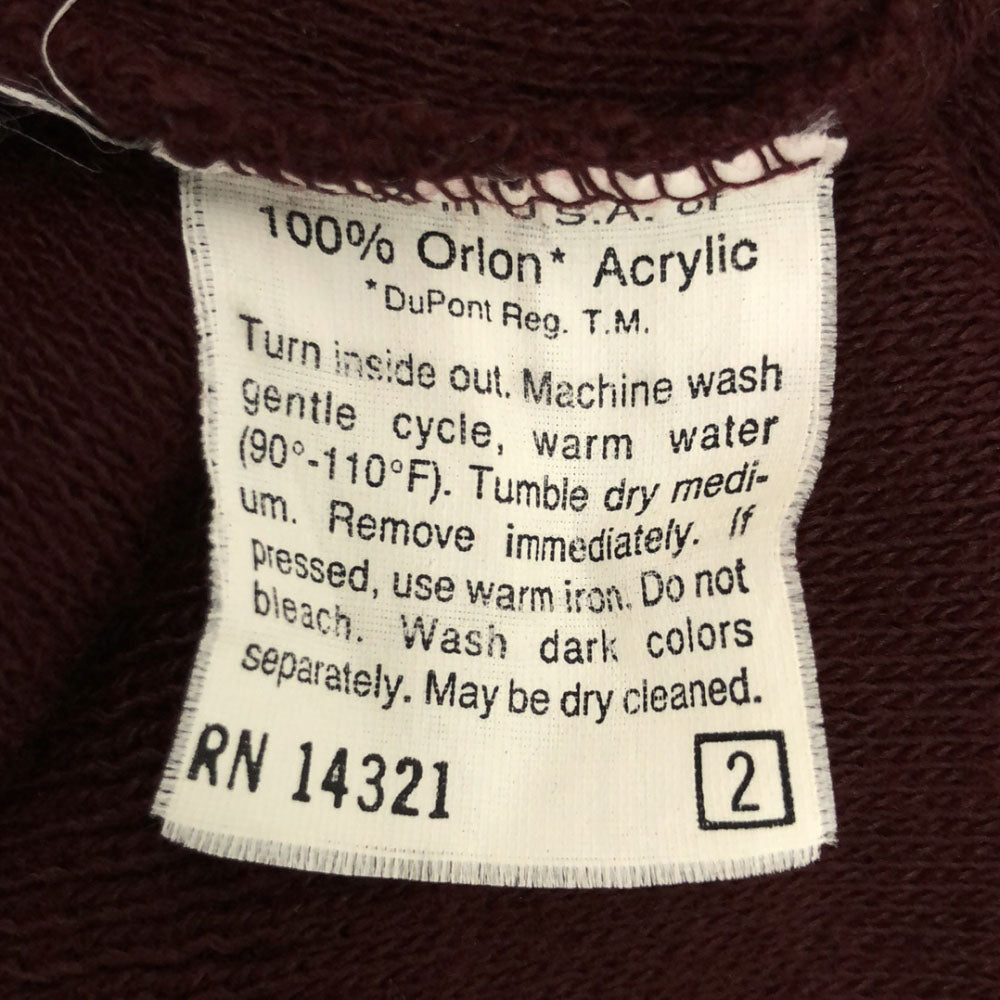 in U.S.A. of
100% Orlon* Acrylic
*DuPont Reg. T.M.
Turn inside out. Machine wash
gentle cycle, warm water
(90°-110°F). Tumble dry medi-
um. Remove immediately. If
pressed, use warm iron. Do not
bleach. Wash dark colors
separately. May be dry cleaned.
RN 14321
2